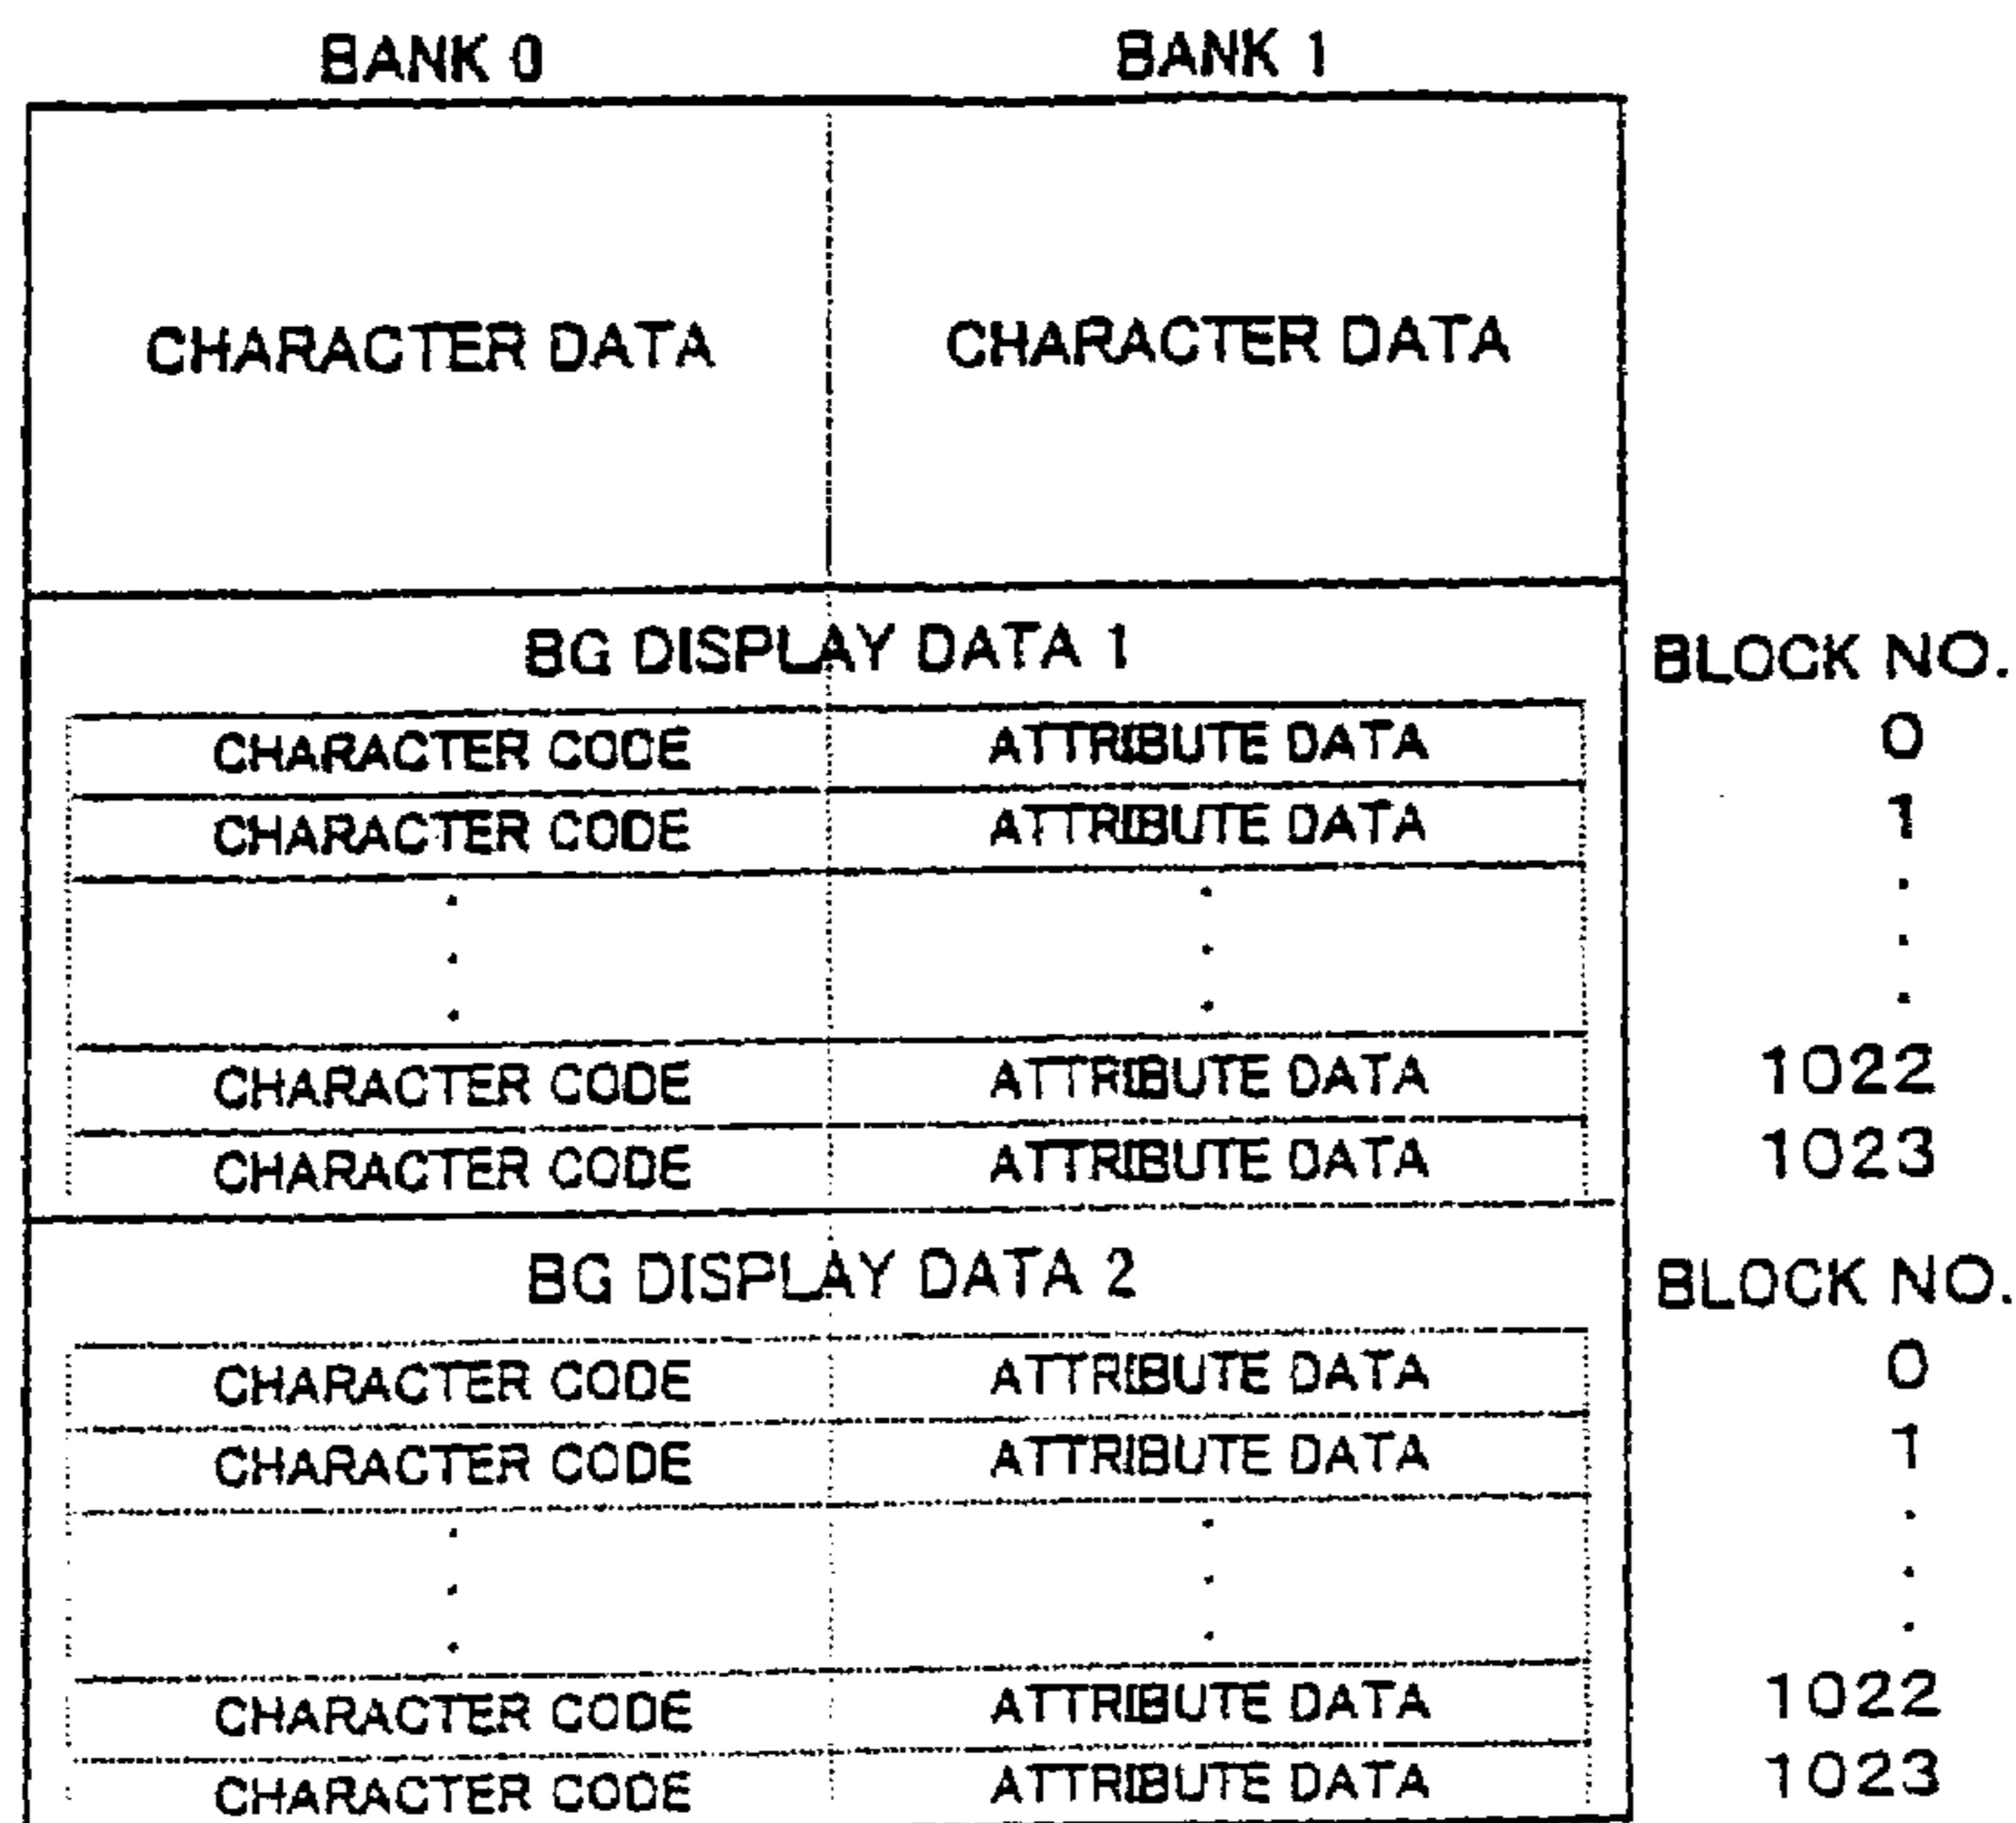 BANK 0 BANK 1
CHARACTER DATA CHARACTER DATA
BG DISPLAY DATA 1 BLOCK NO.
CHARACTER CODE ATTRIBUTE DATA 0
CHARACTER CODE ATTRIBUTE DATA 1
. . .
. . .
. . .
CHARACTER CODE ATTRIBUTE DATA 1022
CHARACTER CODE ATTRIBUTE DATA 1023
BG DISPLAY DATA 2 BLOCK NO.
CHARACTER CODE ATTRIBUTE DATA 0
CHARACTER CODE ATTRIBUTE DATA 1
. . .
. . .
. . .
CHARACTER CODE ATTRIBUTE DATA 1022
CHARACTER CODE ATTRIBUTE DATA 1023